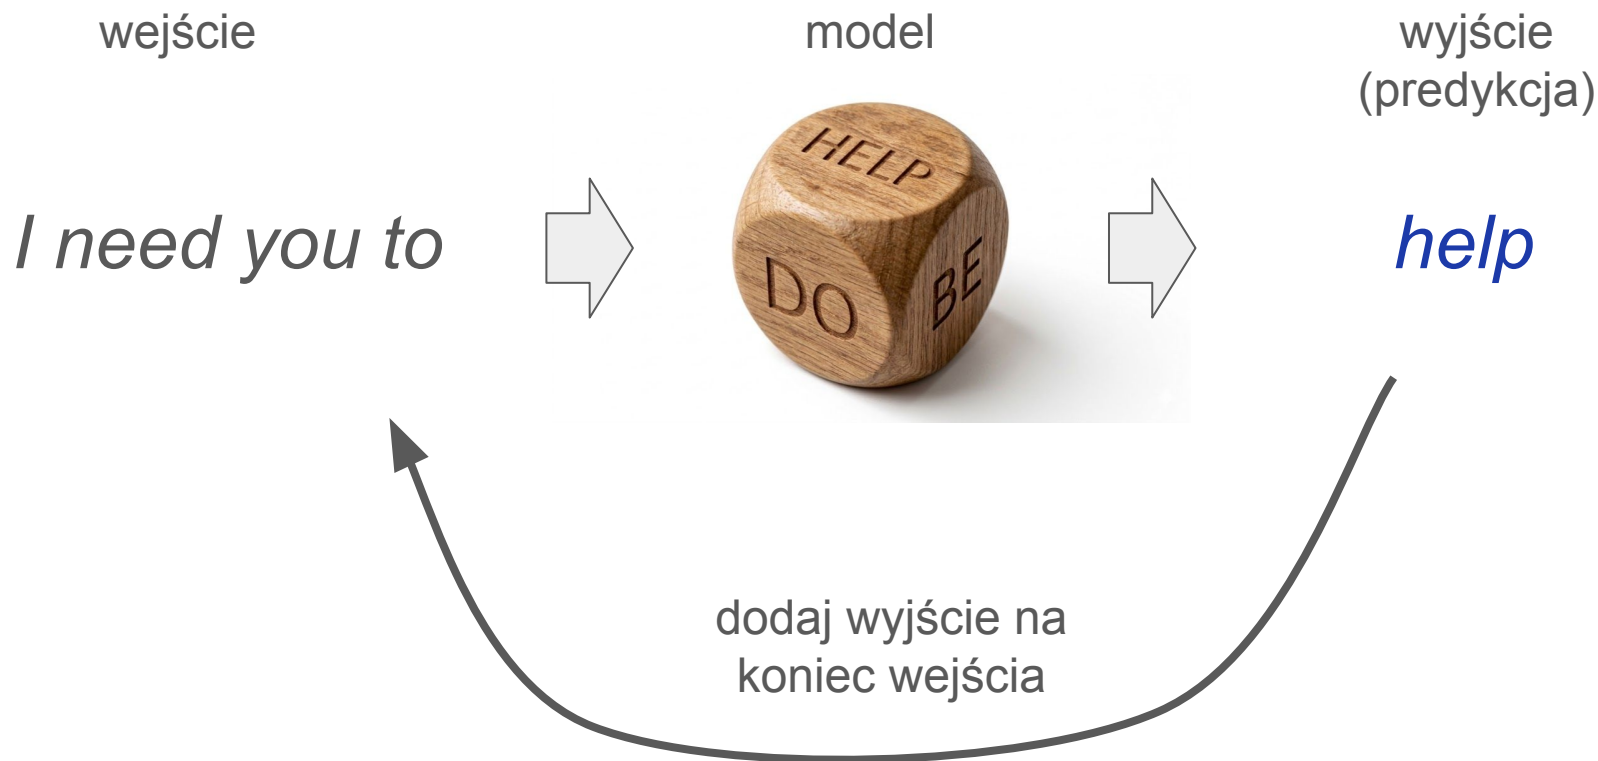 wejście
model
wyjście
(predykcja)
I need you to
HELP
DO
BE
help
dodaj wyjście na
koniec wejścia